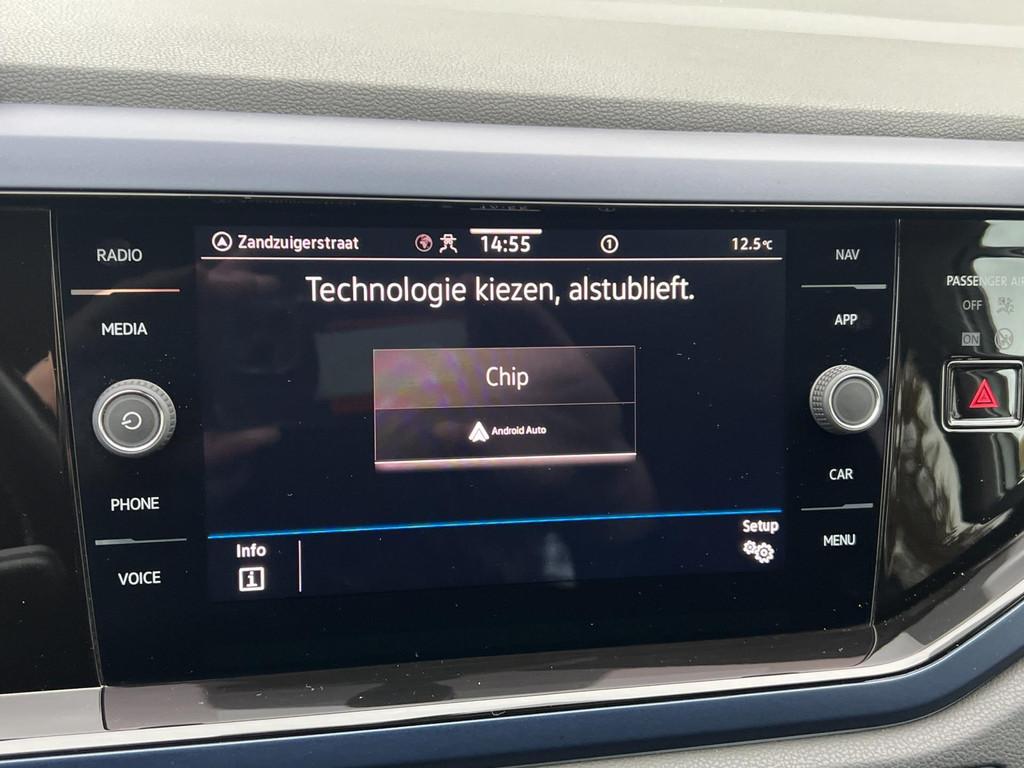 RADIO
MEDIA
PHONE
VOICE
Zandzuigerstraat
14:55
1
12.5°C
Technologie kiezen, alstublieft.
Chip
Android Auto
Info
i
Setup
NAV
APP
CAR
MENU
PASSENGER AIR
OFF
ON